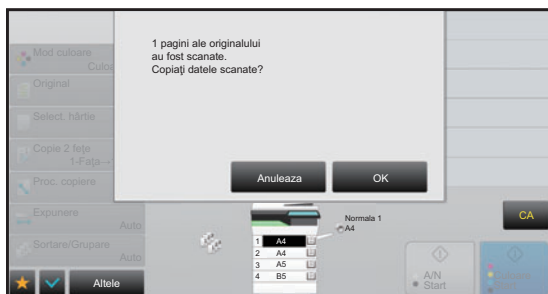 1 pagini ale originalului
au fost scanate.
Copiaţi datele scanate?
Anuleaza
OK
Mod culoare
Original
Select. hârtie
Copie 2 feţe
1-Faţa→
Proc. copiere
Expunere
Auto
Sortare/Grupare
Auto
Altele
Normala 1
A4
1 A4
2 A4
3 A5
4 B5
CA
A/N
Start
Start